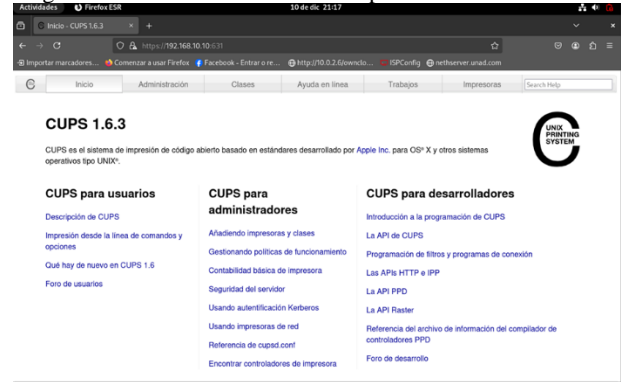 Actividades Firefox ESR 10 de dic 21:17
Inicio - CUPS 1.6.3
https://192.168.10.10:631
Importar marcadores... Comenzar a usar Firefox Facebook - Entrar o re... http://10.0.2.6/ownclo... ISPConfig nethserver.unad.com
Inicio Administración Clases Ayuda en línea Trabajos Impresoras Search Help
CUPS 1.6.3
CUPS es el sistema de impresión de código abierto basado en estándares desarrollado por Apple Inc. para OS® X y otros sistemas
operativos tipo UNIX®.
UNIX
PRINTING
SYSTEM
CUPS para usuarios
Descripción de CUPS
Impresión desde la línea de comandos y
opciones
Qué hay de nuevo en CUPS 1.6
Foro de usuarios
CUPS para
administradores
Añadiendo impresoras y clases
Gestionando políticas de funcionamiento
Contabilidad básica de impresora
Seguridad del servidor
Usando autentificación Kerberos
Usando impresoras de red
Referencia de cupsd.conf
Encontrar controladores de impresora
CUPS para desarrolladores
Introducción a la programación de CUPS
La API de CUPS
Programación de filtros y programas de conexión
Las APIs HTTP e IPP
La API PPD
La API Raster
Referencia del archivo de información del compilador de
controladores PPD
Foro de desarrollo